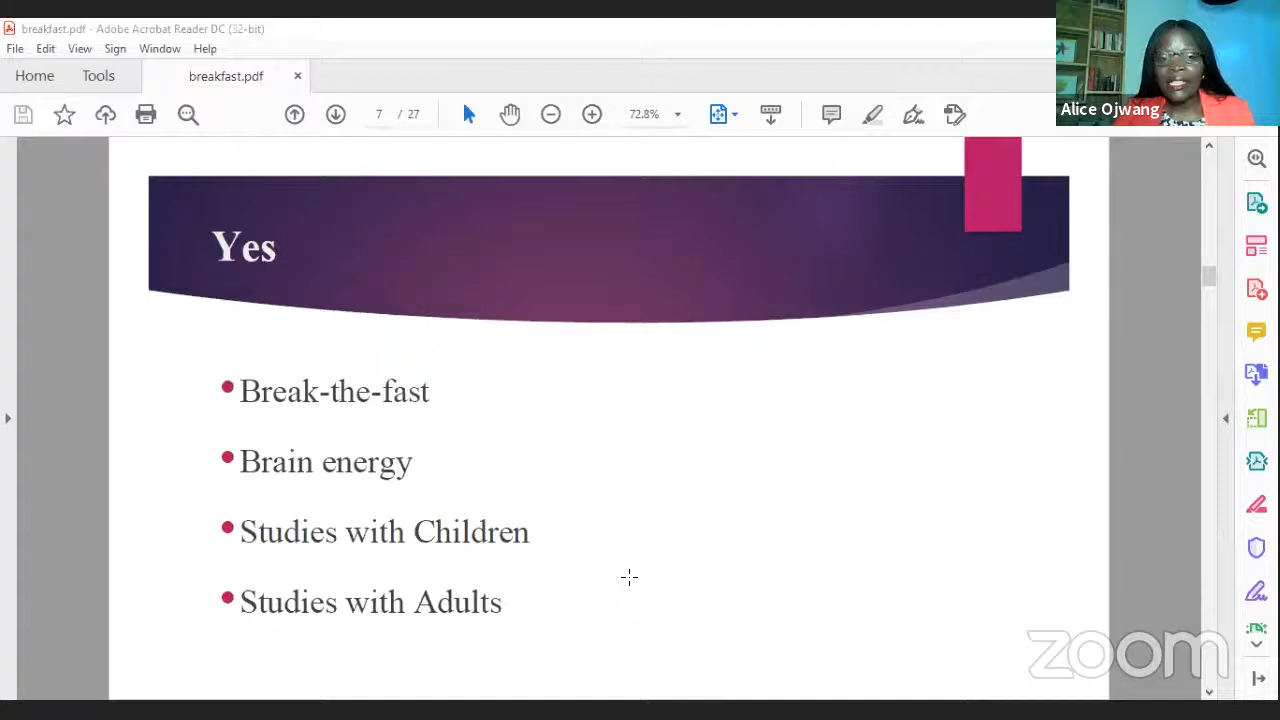 breakfast.pdf - Adobe Acrobat Reader DC (32-bit)
File Edit View Sign Window Help
Home Tools breakfast.pdf ×
7 / 27 72.8%
Alice Ojwang
Yes
• Break-the-fast
• Brain energy
• Studies with Children
• Studies with Adults
zoom